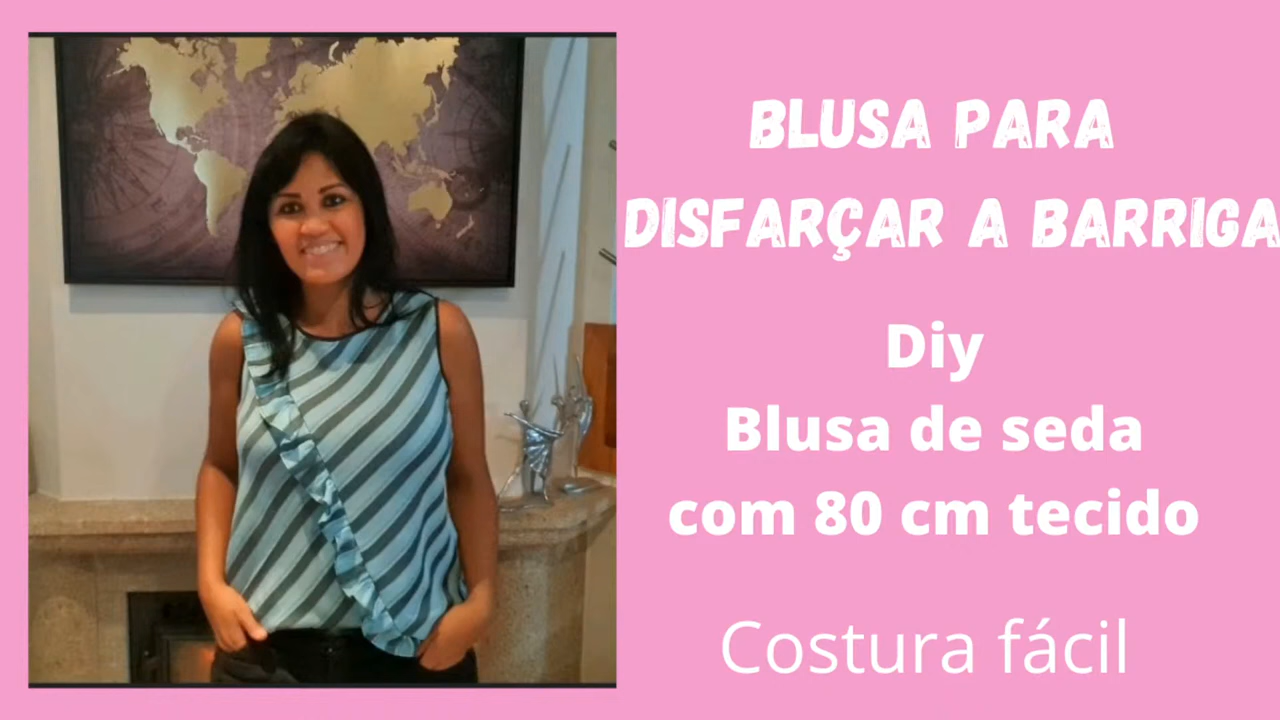 BLUSA PARA
DISFARÇAR A BARRIGA
Diy
Blusa de seda
com 80 cm tecido
Costura fácil